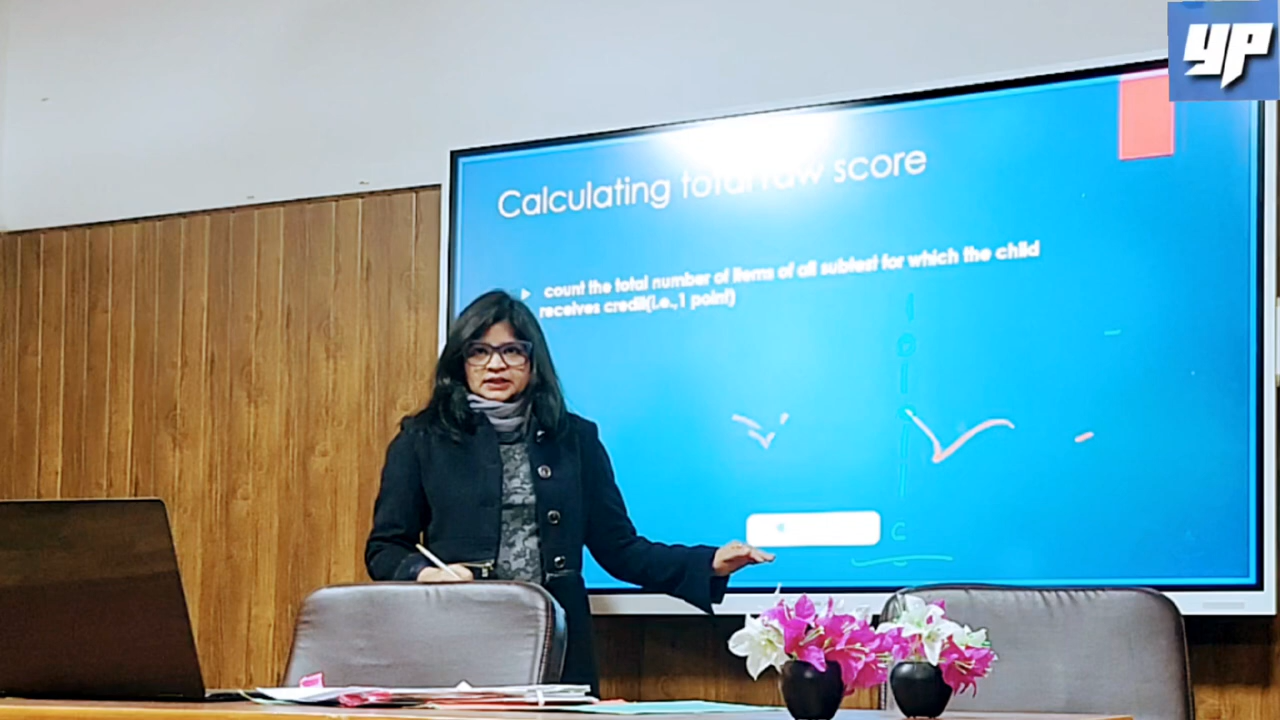 YP
Calculating total raw score
count the total number of items of all subtest for which the child
receives credit(i.e.,1 point)